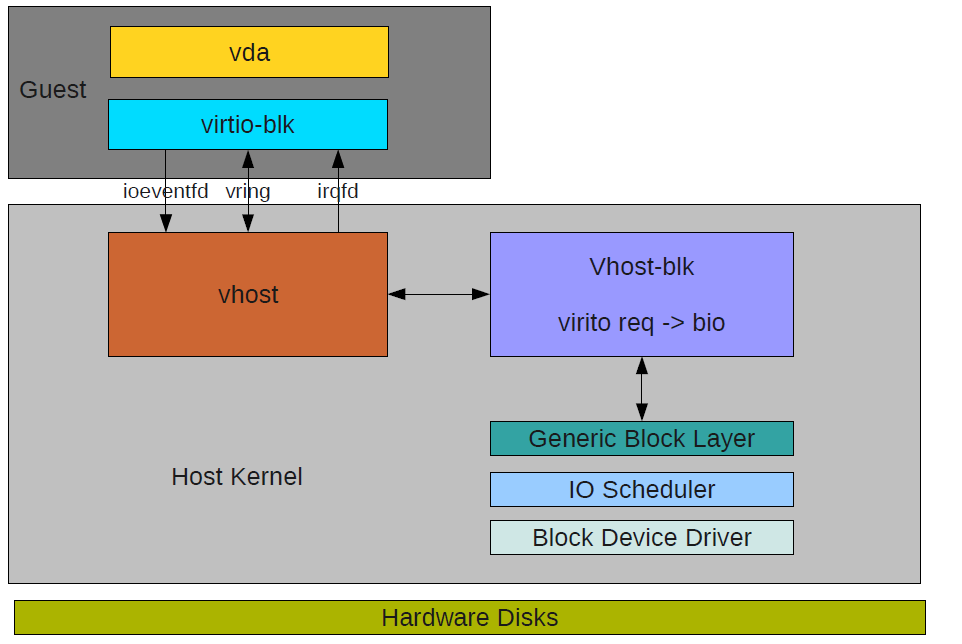 vda
Guest
virtio-blk
ioeventfd vring irqfd
Vhost-blk
vhost
virito req -> bio
Generic Block Layer
Host Kernel
IO Scheduler
Block Device Driver
Hardware Disks